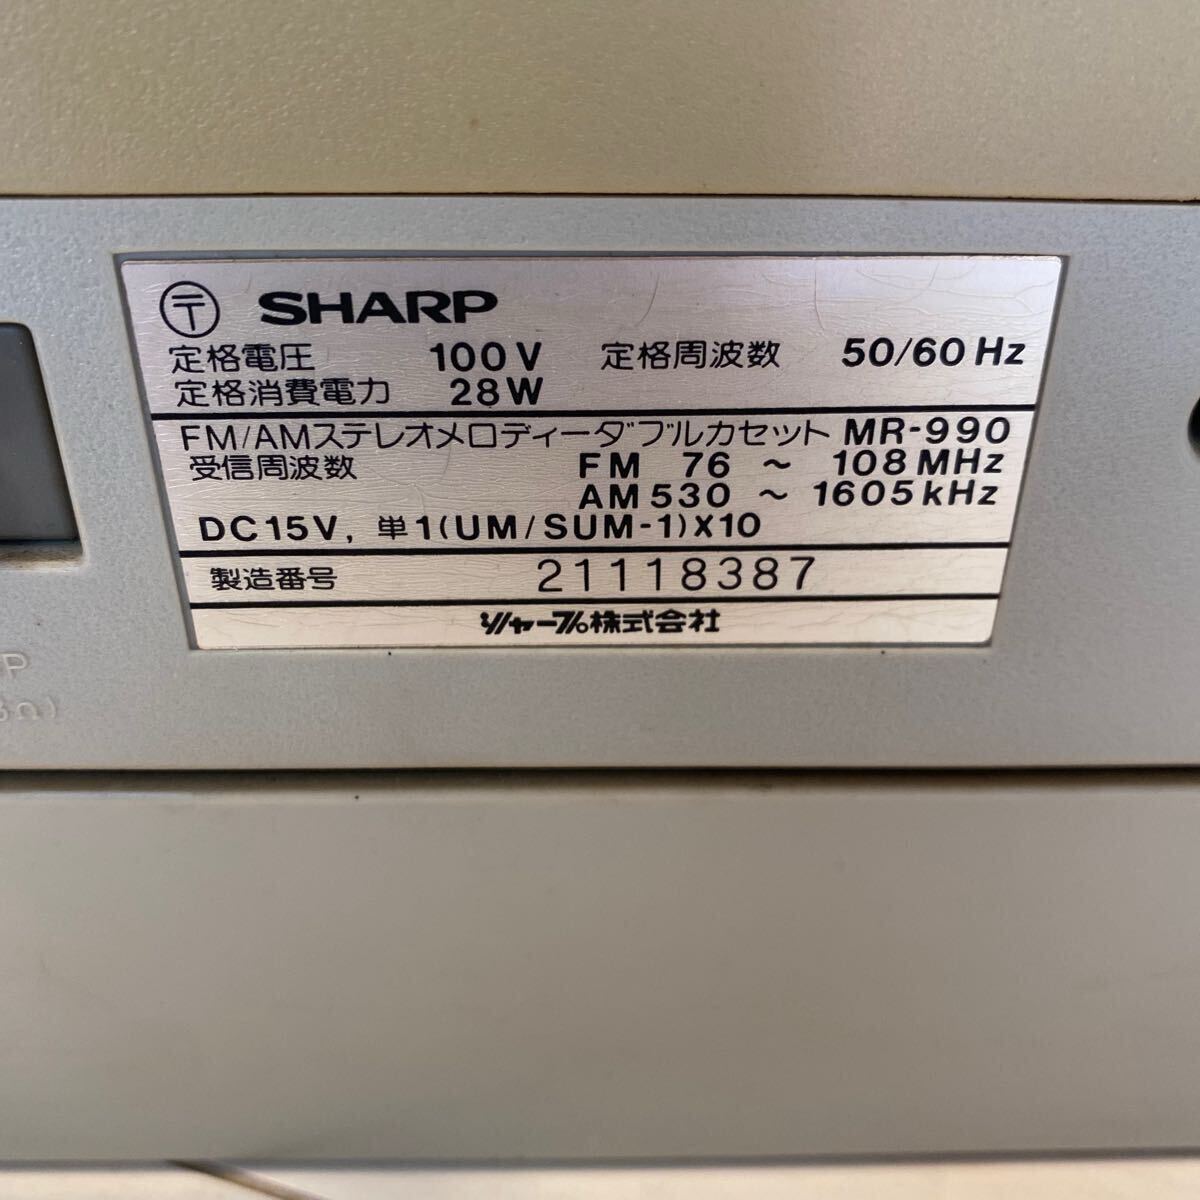 〒 SHARP
定格電圧 100V 定格周波数 50/60Hz
定格消費電力 28W
FM/AMステレオメロディーダブルカセット MR-990
受信周波数 FM 76 ~ 108MHz
AM 530 ~ 1605kHz
DC15V, 単1(UM/SUM-1)X10
製造番号 21118387
シャープ株式会社
P
8Ω)